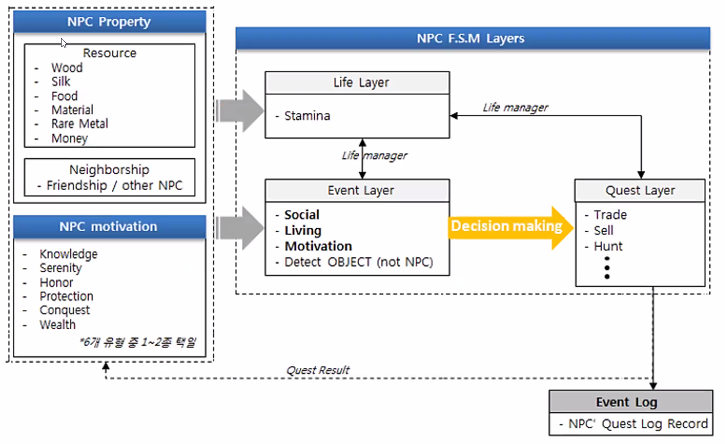 NPC Property
Resource
- Wood
- Silk
- Food
- Material
- Rare Metal
- Money
Neighborship
- Friendship / other NPC
NPC motivation
- Knowledge
- Serenity
- Honor
- Protection
- Conquest
- Wealth
*6개 유형 중 1~2종 택일
NPC F.S.M Layers
Life Layer
- Stamina
Life manager
Life manager
Event Layer
- Social
- Living
- Motivation
- Detect OBJECT (not NPC)
Decision making
Quest Layer
- Trade
- Sell
- Hunt
Quest Result
Event Log
- NPC' Quest Log Record